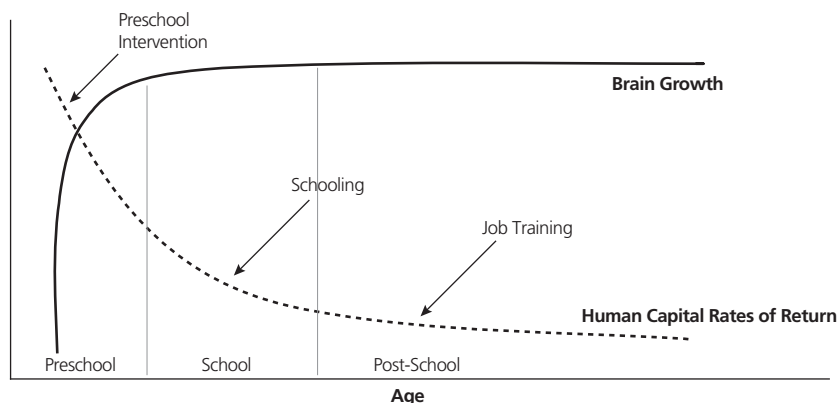 Preschool
Intervention
Brain Growth
Schooling
Job Training
Human Capital Rates of Return
Preschool
School
Post-School
Age